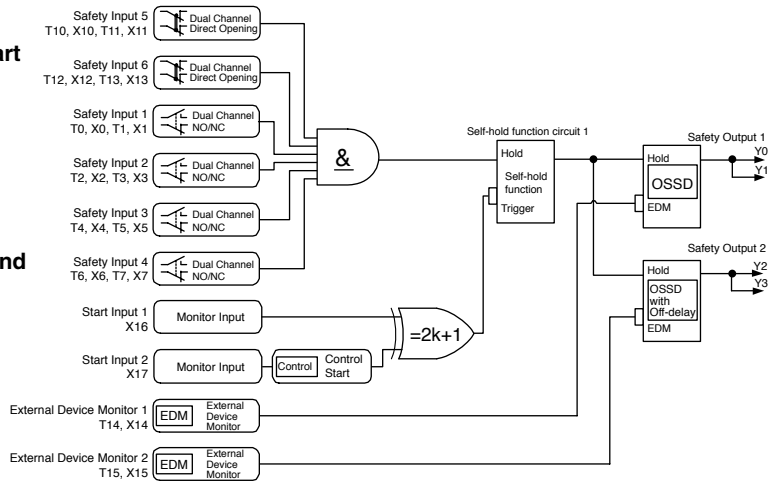 Safety Input 5
T10, X10, T11, X11
Dual Channel
Direct Opening
art
Safety Input 6
T12, X12, T13, X13
Dual Channel
Direct Opening
Safety Input 1
T0, X0, T1, X1
Dual Channel
NO/NC
Safety Input 2
T2, X2, T3, X3
Dual Channel
NO/NC
Safety Input 3
T4, X4, T5, X5
Dual Channel
NO/NC
nd
Safety Input 4
T6, X6, T7, X7
Dual Channel
NO/NC
&
Start Input 1
X16
Monitor Input
Start Input 2
X17
Monitor Input
Control
Control
Start
=2k+1
External Device Monitor 1
T14, X14
EDM
External
Device
Monitor
External Device Monitor 2
T15, X15
EDM
External
Device
Monitor
Self-hold function circuit 1
Hold
Self-hold
function
Trigger
Safety Output 1
Hold
OSSD
EDM
Y0
Y1
Safety Output 2
Hold
OSSD
with
Off-delay
EDM
Y2
Y3